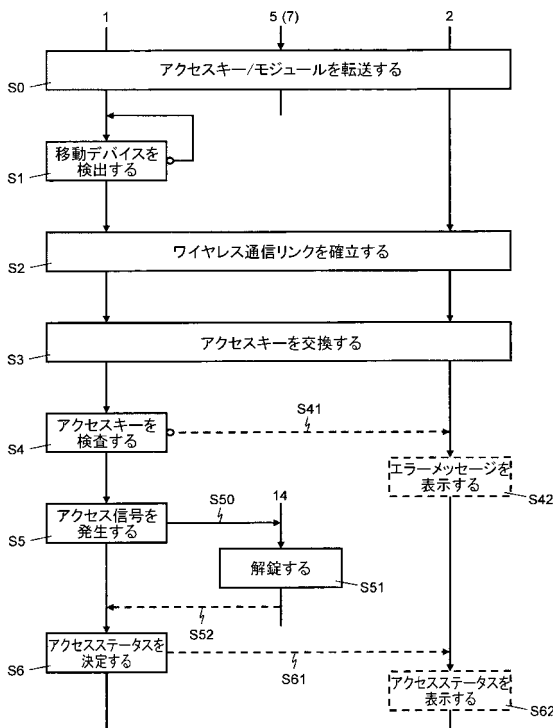 1
5 (7)
2
アクセスキー/モジュールを転送する
S0
移動デバイスを
検出する
S1
ワイヤレス通信リンクを確立する
S2
アクセスキーを交換する
S3
アクセスキーを
検査する
S4
S41
エラーメッセージを
表示する
S42
アクセス信号を
発生する
S5
S50
14
解錠する
S51
S52
アクセスステータスを
決定する
S6
S61
アクセスステータスを
表示する
S62